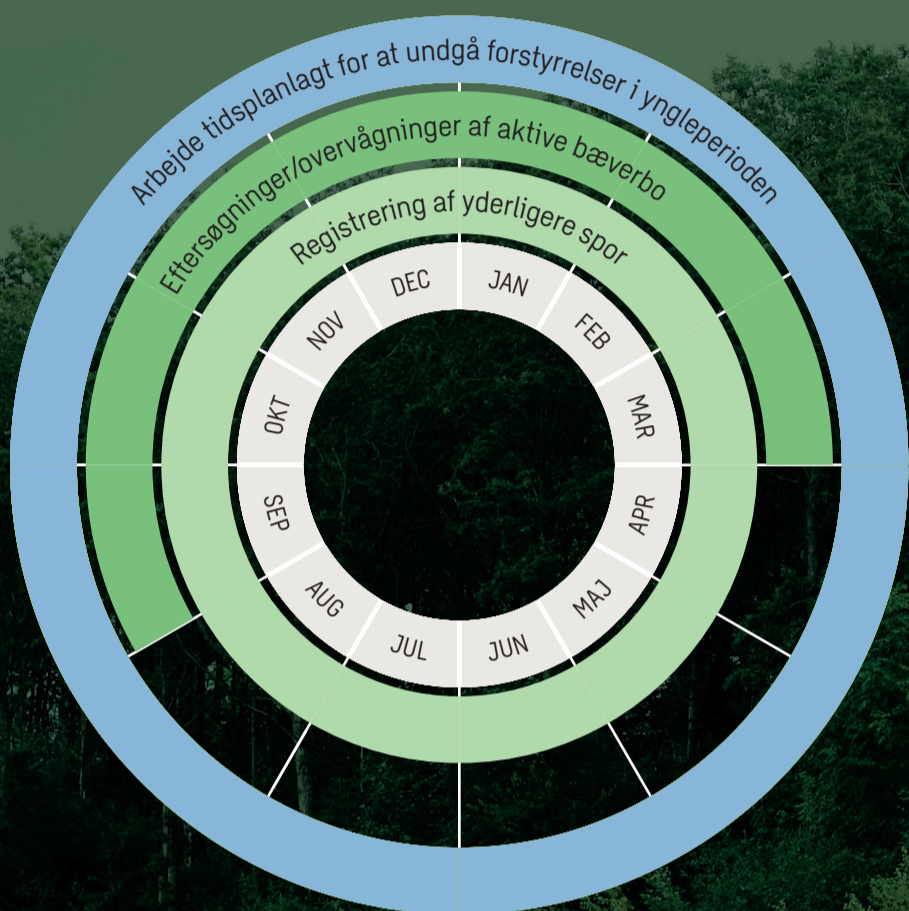 Arbejde tidsplanlagt for at undgå forstyrrelser i yngleperioden
Eftersøgninger/overvågninger af aktive bæverbo
Registrering af yderligere spor
JAN
FEB
MAR
APR
MAJ
JUN
JUL
AUG
SEP
OKT
NOV
DEC